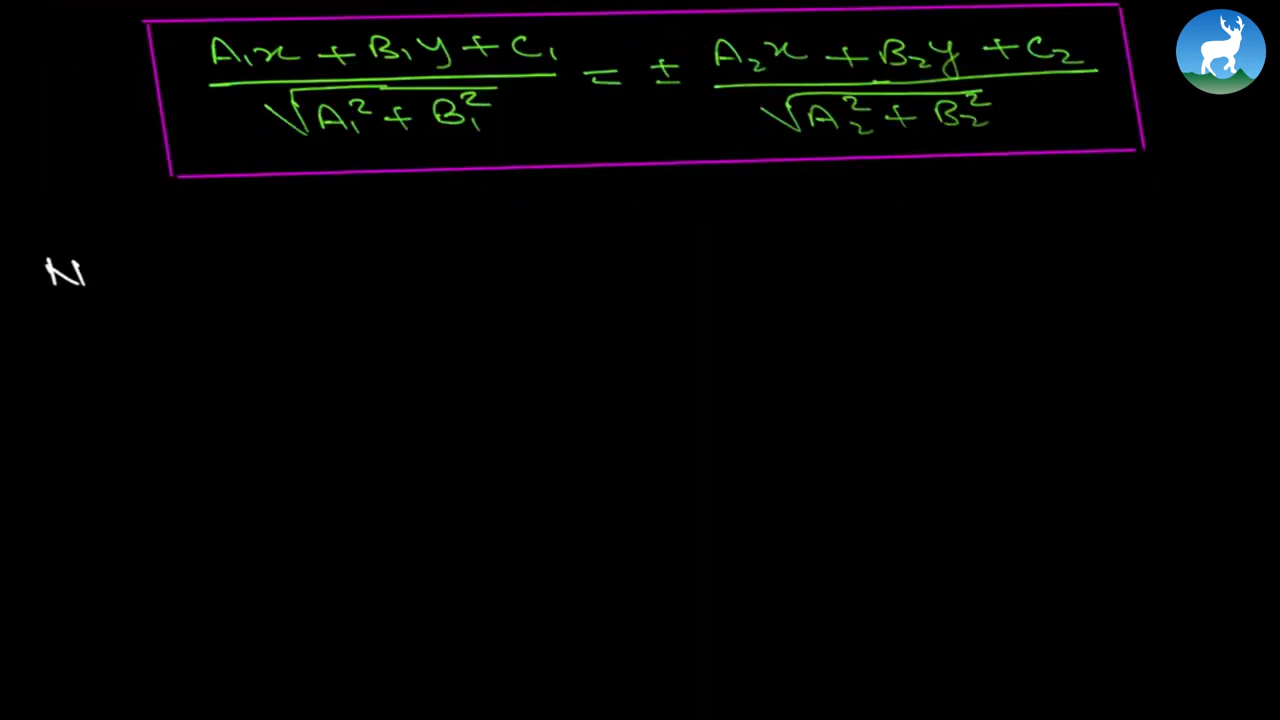 A₁x + B₁y + C₁ = ± A₂x + B₂y + C₂
√A₁² + B₁² √A₂² + B₂²
N